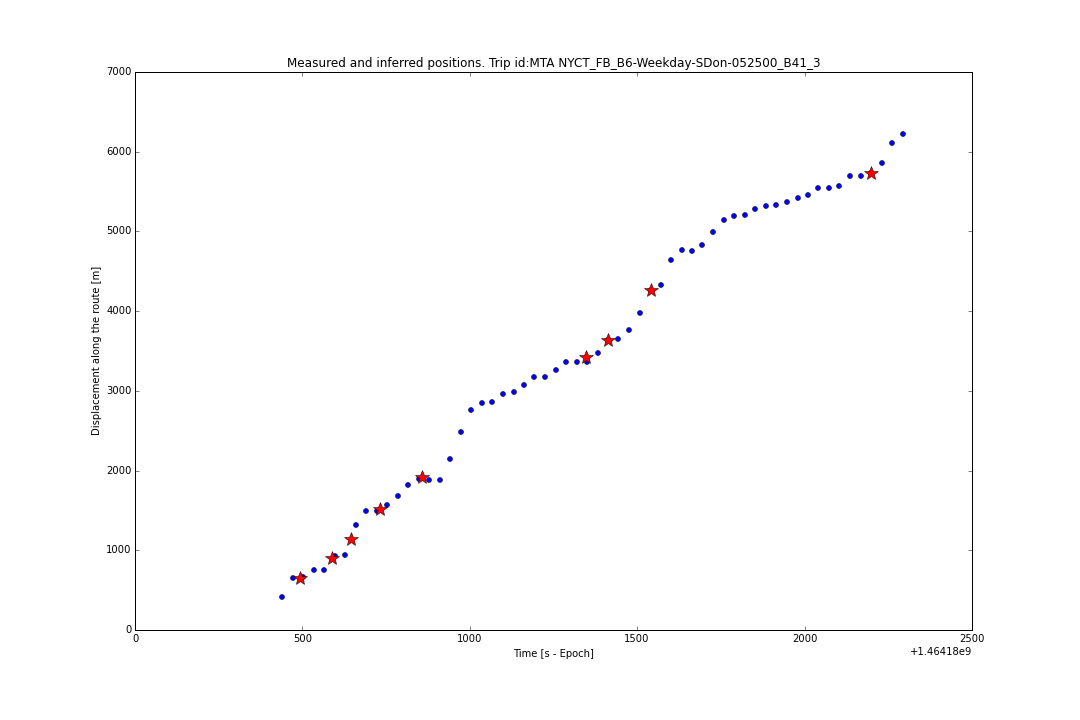 Measured and inferred positions. Trip id:MTA NYCT_FB_B6-Weekday-SDon-052500_B41_3
7000
6000
5000
4000
3000
2000
1000
0
Displacement along the route [m]
0 500 1000 1500 2000 2500
Time [s - Epoch]
+1.46418e9